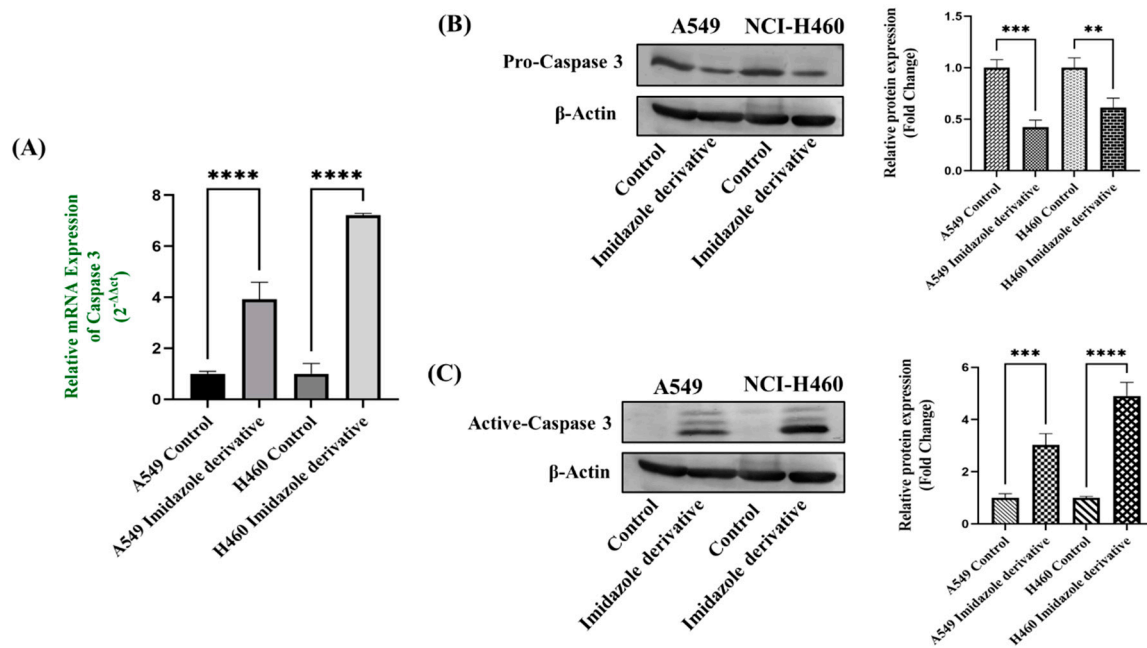 (A)
Relative mRNA Expression
of Caspase 3
(2-ΔΔct)
8
6
4
2
0
****
****
A549 Control
A549 Imidazole derivative
H460 Control
H460 Imidazole derivative
(B)
A549 NCI-H460
Pro-Caspase 3
β-Actin
Control
Imidazole derivative
Control
Imidazole derivative
Relative protein expression
(Fold Change)
1.5
1.0
0.5
0.0
***
**
A549 Control
A549 Imidazole derivative
H460 Control
H460 Imidazole derivative
(C)
A549 NCI-H460
Active-Caspase 3
β-Actin
Control
Imidazole derivative
Control
Imidazole derivative
Relative protein expression
(Fold Change)
6
4
2
0
***
****
A549 Control
A549 Imidazole derivative
H460 Control
H460 Imidazole derivative